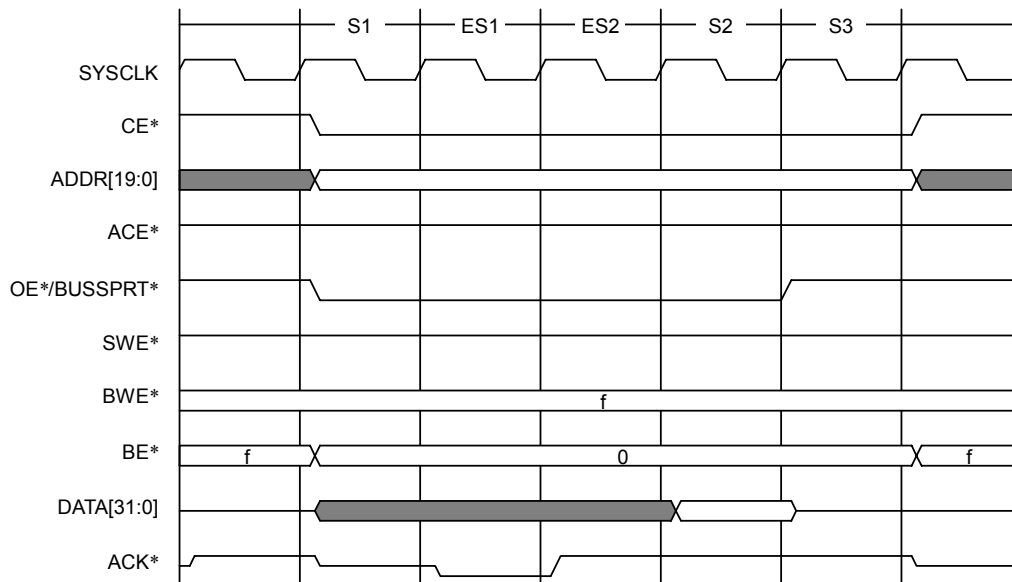 S1 ES1 ES2 S2 S3
SYSCLK
CE*
ADDR[19:0]
ACE*
OE*/BUSSPRT*
SWE*
BWE* f
BE* f 0 f
DATA[31:0]
ACK*